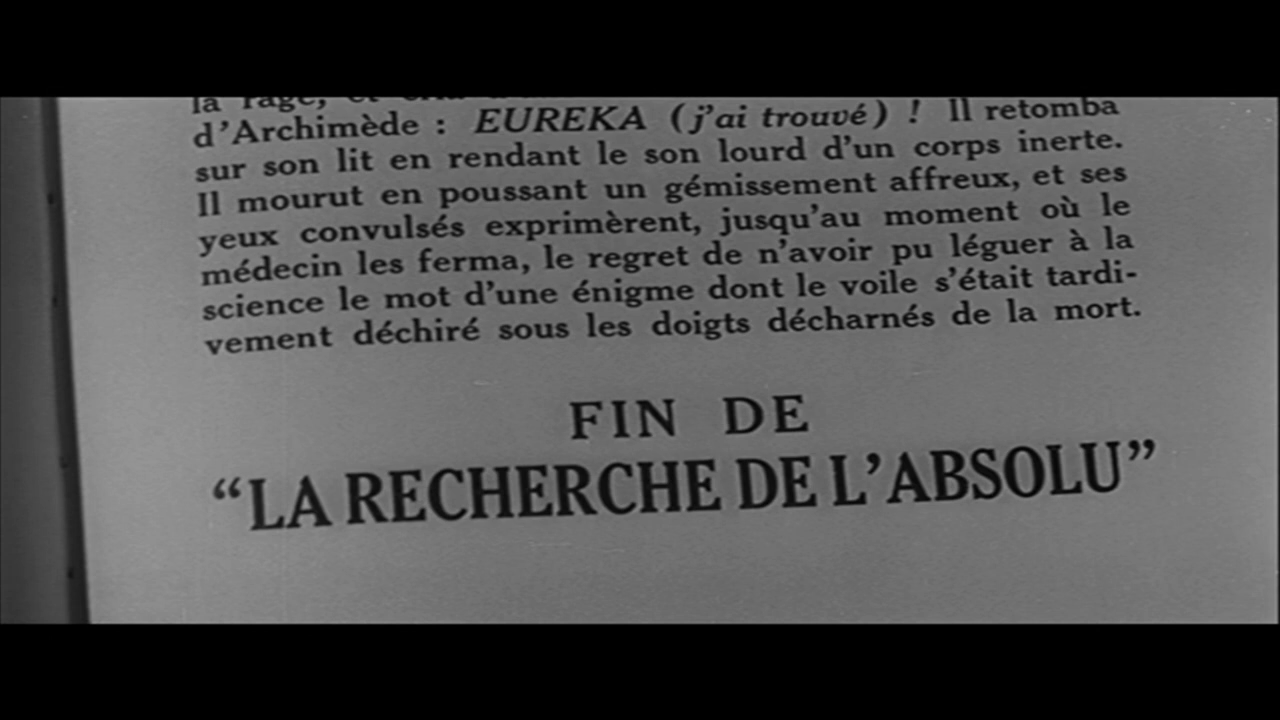 la rage, et
d'Archimède : EUREKA (j'ai trouvé) ! Il retomba
sur son lit en rendant le son lourd d'un corps inerte.
Il mourut en poussant un gémissement affreux, et ses
yeux convulsés exprimèrent, jusqu'au moment où le
médecin les ferma, le regret de n'avoir pu léguer à la
science le mot d'une énigme dont le voile s'était tardi-
vement déchiré sous les doigts décharnés de la mort.
FIN DE
“LA RECHERCHE DE L'ABSOLU”